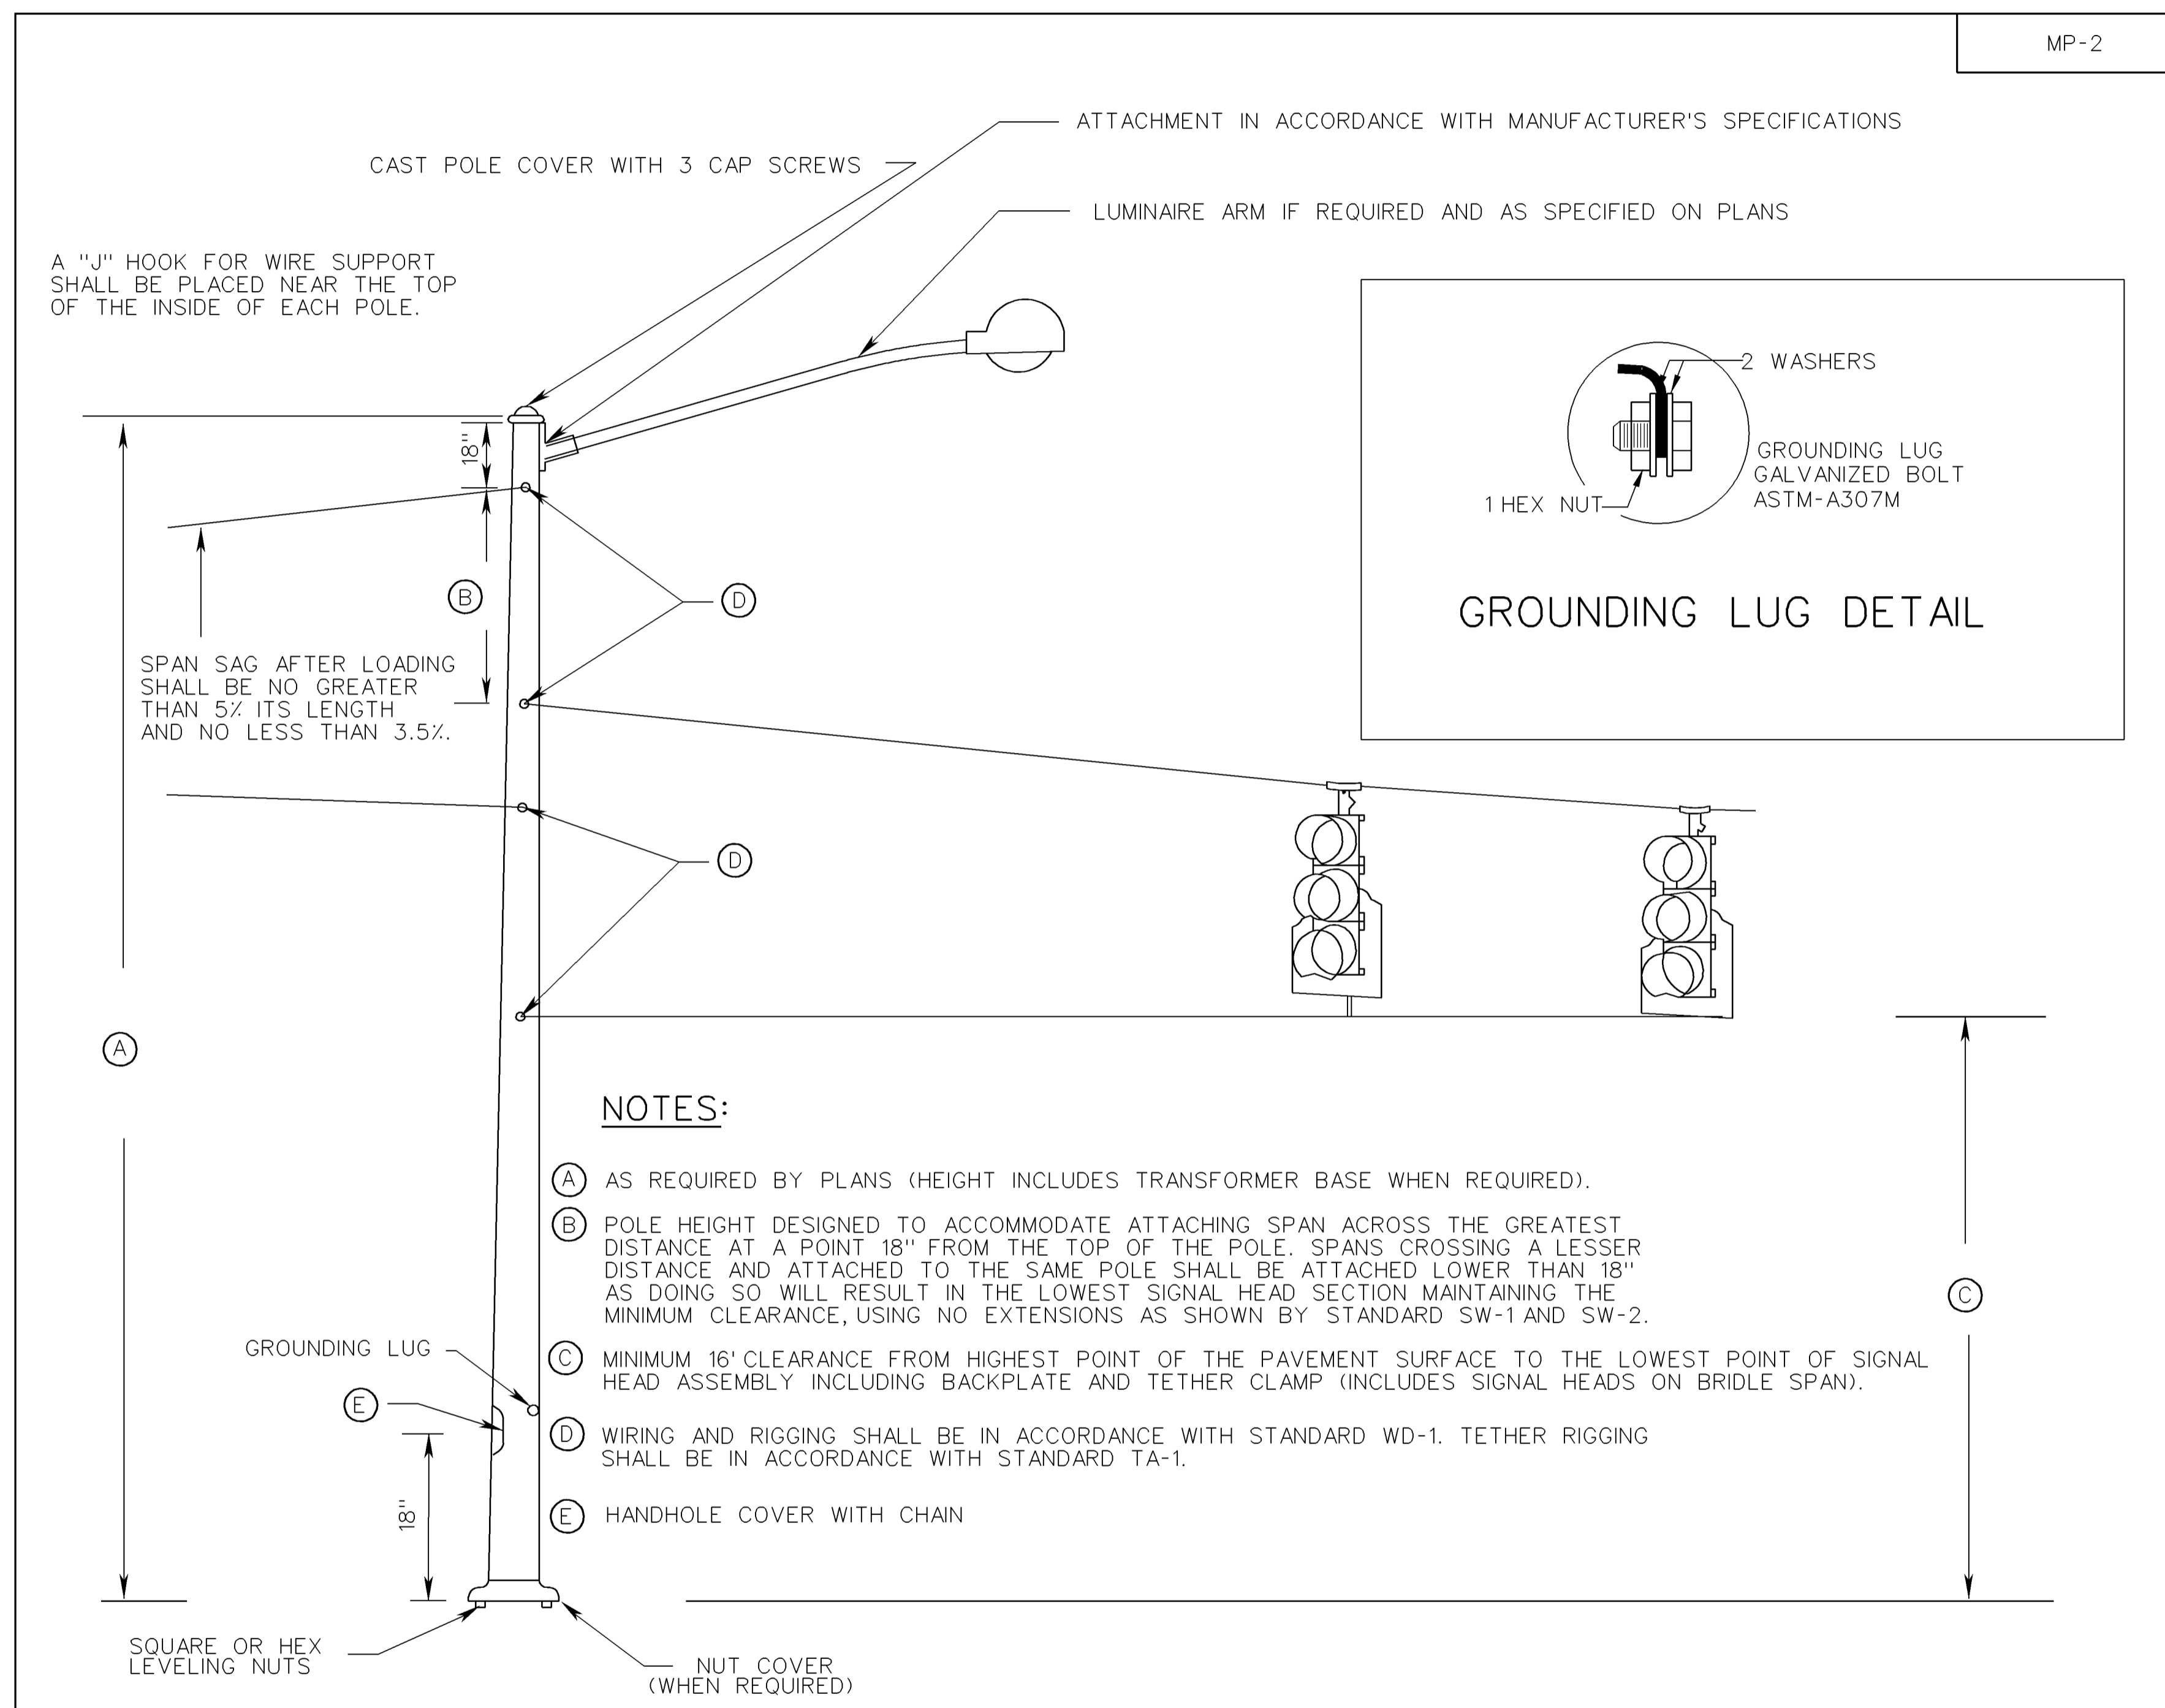 MP-2
ATTACHMENT IN ACCORDANCE WITH MANUFACTURER'S SPECIFICATIONS
CAST POLE COVER WITH 3 CAP SCREWS
LUMINAIRE ARM IF REQUIRED AND AS SPECIFIED ON PLANS
A "J" HOOK FOR WIRE SUPPORT
SHALL BE PLACED NEAR THE TOP
OF THE INSIDE OF EACH POLE.
2 WASHERS
GROUNDING LUG
GALVANIZED BOLT
ASTM-A307M
1 HEX NUT
GROUNDING LUG DETAIL
18"
B
D
SPAN SAG AFTER LOADING
SHALL BE NO GREATER
THAN 5% ITS LENGTH
AND NO LESS THAN 3.5%.
D
A
NOTES:
A AS REQUIRED BY PLANS (HEIGHT INCLUDES TRANSFORMER BASE WHEN REQUIRED).
B POLE HEIGHT DESIGNED TO ACCOMMODATE ATTACHING SPAN ACROSS THE GREATEST
DISTANCE AT A POINT 18" FROM THE TOP OF THE POLE. SPANS CROSSING A LESSER
DISTANCE AND ATTACHED TO THE SAME POLE SHALL BE ATTACHED LOWER THAN 18"
AS DOING SO WILL RESULT IN THE LOWEST SIGNAL HEAD SECTION MAINTAINING THE
MINIMUM CLEARANCE, USING NO EXTENSIONS AS SHOWN BY STANDARD SW-1 AND SW-2.
C MINIMUM 16' CLEARANCE FROM HIGHEST POINT OF THE PAVEMENT SURFACE TO THE LOWEST POINT OF SIGNAL
HEAD ASSEMBLY INCLUDING BACKPLATE AND TETHER CLAMP (INCLUDES SIGNAL HEADS ON BRIDLE SPAN).
D WIRING AND RIGGING SHALL BE IN ACCORDANCE WITH STANDARD WD-1. TETHER RIGGING
SHALL BE IN ACCORDANCE WITH STANDARD TA-1.
E HANDHOLE COVER WITH CHAIN
C
GROUNDING LUG
E
18"
SQUARE OR HEX
LEVELING NUTS
NUT COVER
(WHEN REQUIRED)